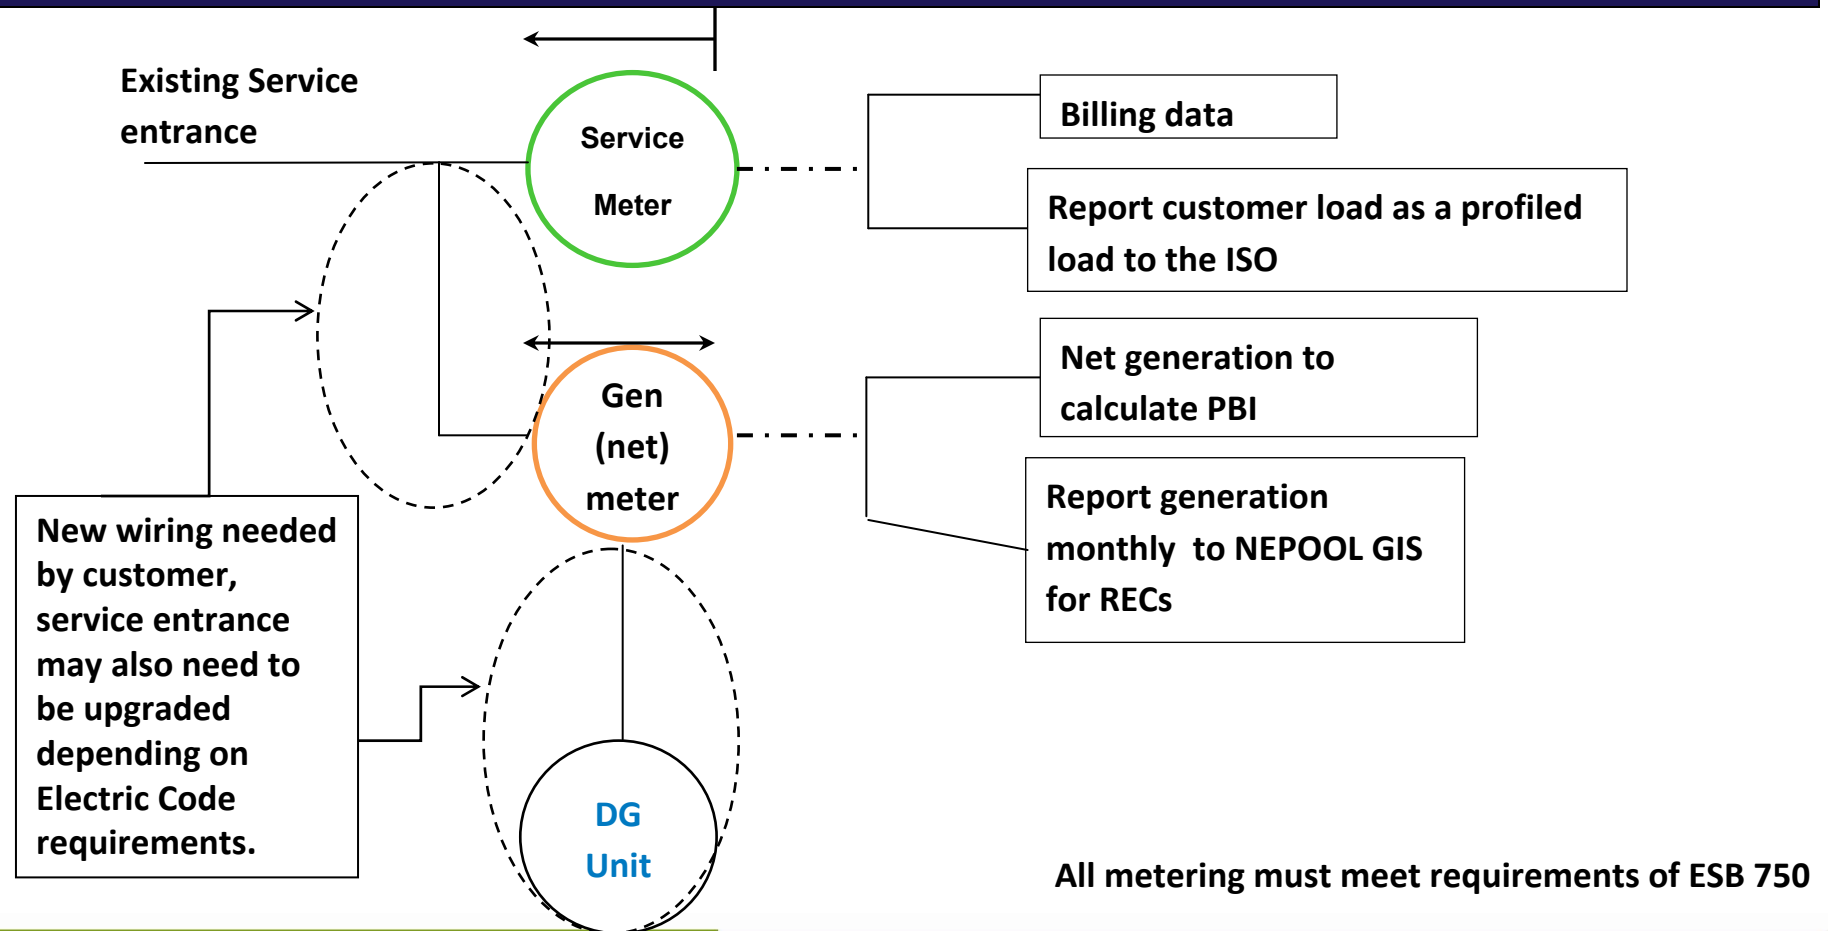 Existing Service
entrance
Service
Meter
Billing data
Report customer load as a profiled
load to the ISO
Gen
(net)
meter
Net generation to
calculate PBI
Report generation
monthly  to NEPOOL GIS
for RECs
New wiring needed
by customer,
service entrance
may also need to
be upgraded
depending on
Electric Code
requirements.
DG
Unit
All metering must meet requirements of ESB 750